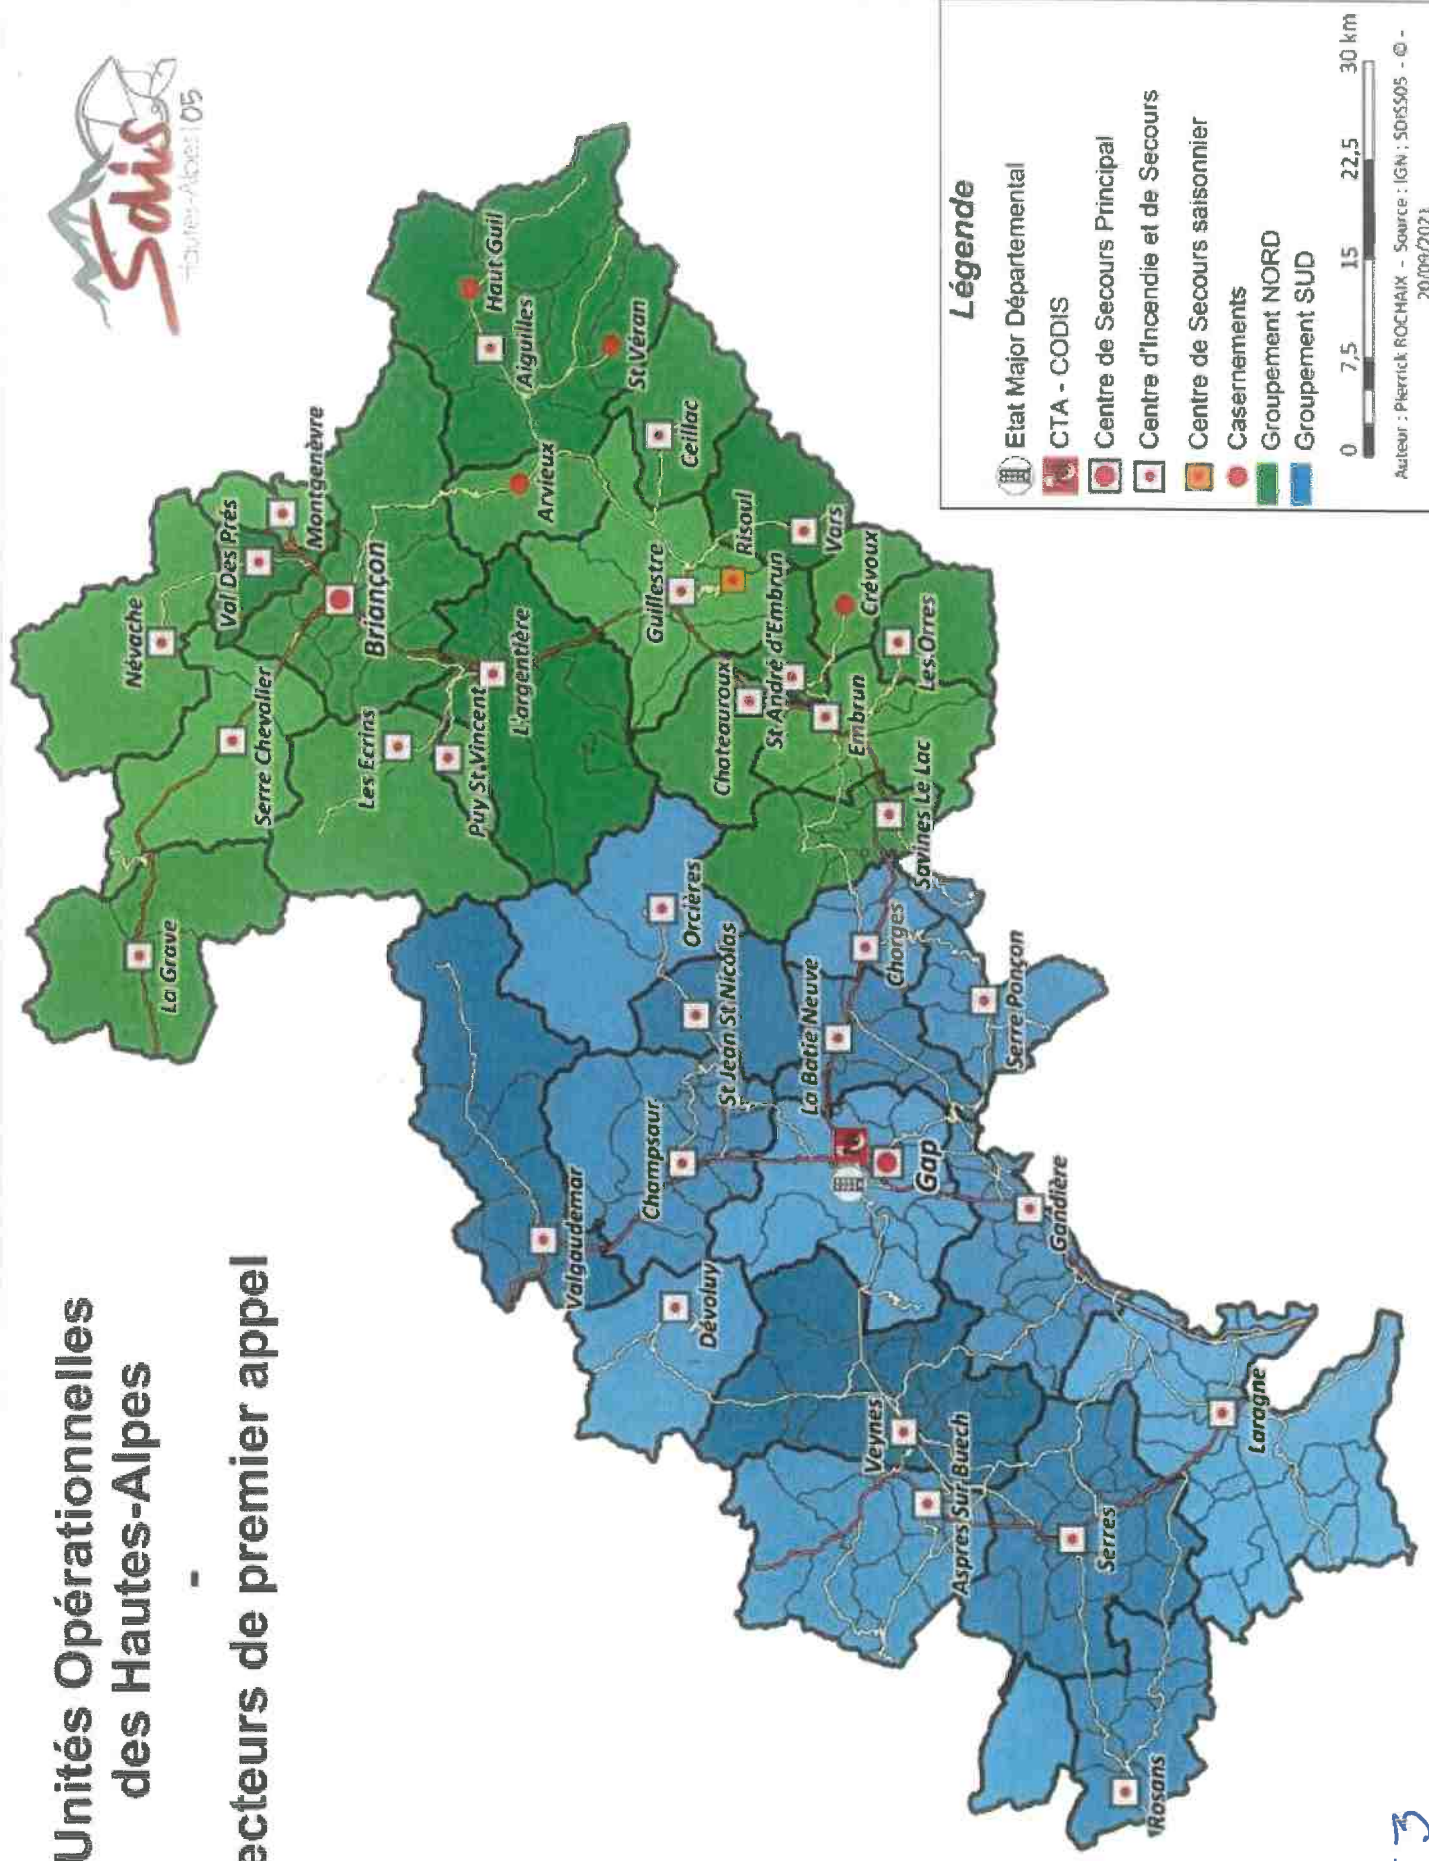 Unités Opérationnelles
des Hautes-Alpes
-
ecteurs de premier appel
Sdis
Hautes-Alpes | 05
La Grave
Névache
Val Des Prés
Montgenèvre
Serre Chevalier
Briançon
Les Ecrins
Puy St.Vincent
L'argentière
Arvieux
Aiguilles
Haut Guil
St.Véran
Ceillac
Guillestre
Risoul
Vars
Chateauroux
St André d'Embrun
Crévoux
Embrun
Les Orres
Savines Le Lac
Orcières
St Jean St Nicolas
Chorges
La Batie Neuve
Serre Ponçon
Valgaudemar
Champsaur
Dévoluy
Gap
Gandière
Veynes
Aspres Sur Buech
Serres
Laragne
Rosans
Légende
Etat Major Départemental
CTA - CODIS
Centre de Secours Principal
Centre d'Incendie et de Secours
Centre de Secours saisonnier
Casernements
Groupement NORD
Groupement SUD
0 7,5 15 22,5 30 km
Auteur : Pierrick ROCHAIX - Source : IGN ; SDISS05 - © -
20/09/2021
3